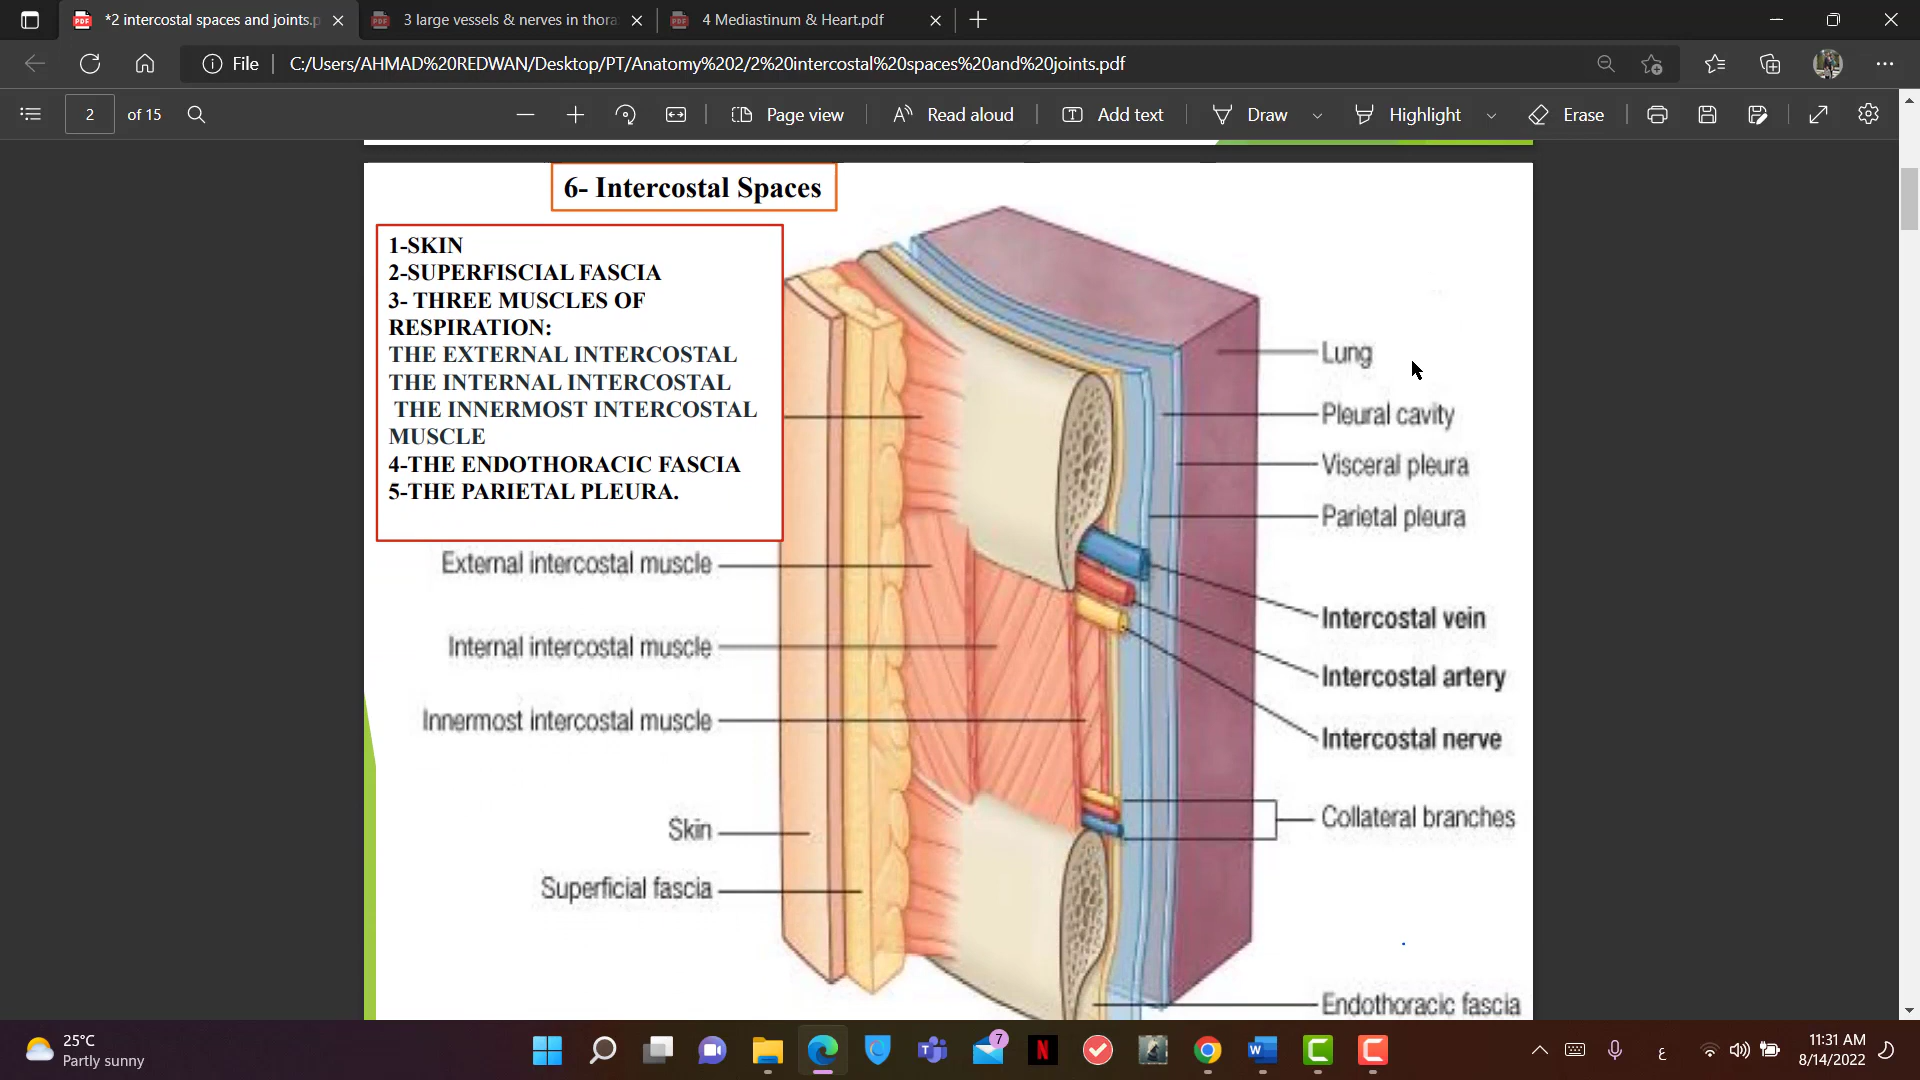 *2 intercostal spaces and joints.p
3 large vessels & nerves in thora
4 Mediastinum & Heart.pdf
File
C:/Users/AHMAD%20REDWAN/Desktop/PT/Anatomy%202/2%20intercostal%20spaces%20and%20joints.pdf
2
of 15
Page view
Read aloud
Add text
Draw
Highlight
Erase
6- Intercostal Spaces
1-SKIN
2-SUPERFISCIAL FASCIA
3- THREE MUSCLES OF
RESPIRATION:
THE EXTERNAL INTERCOSTAL
THE INTERNAL INTERCOSTAL
THE INNERMOST INTERCOSTAL
MUSCLE
4-THE ENDOTHORACIC FASCIA
5-THE PARIETAL PLEURA.
External intercostal muscle
Internal intercostal muscle
Innermost intercostal muscle
Skin
Superficial fascia
Lung
Pleural cavity
Visceral pleura
Parietal pleura
Intercostal vein
Intercostal artery
Intercostal nerve
Collateral branches
Endothoracic fascia
25°C
Partly sunny
7
ع
11:31 AM
8/14/2022